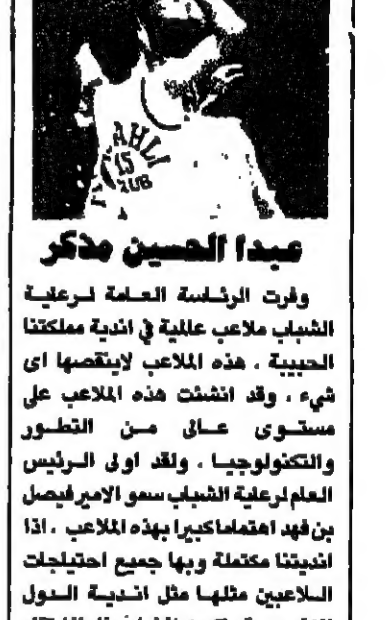 AHLI
15
CLUB
عبدا الحسين مذكر
وفرت الرئاسة العامة لرعاية
الشباب ملاعب عالمية في اندية مملكتنا
الحبيبة ، هذه الملاعب لاينقصها اى
شيء ، وقد انشئت هذه الملاعب على
مستوى عالى من التطور
والتكنولوجيا ، ولقد اولى الرئيس
العام لرعاية الشباب سمو الامير فيصل
بن فهد اهتماما كبيرا بهذه الملاعب ، اذا
انديتنا مكتملة وبها جميع احتياجات
اللاعبين مثلها مثل اندية الدول